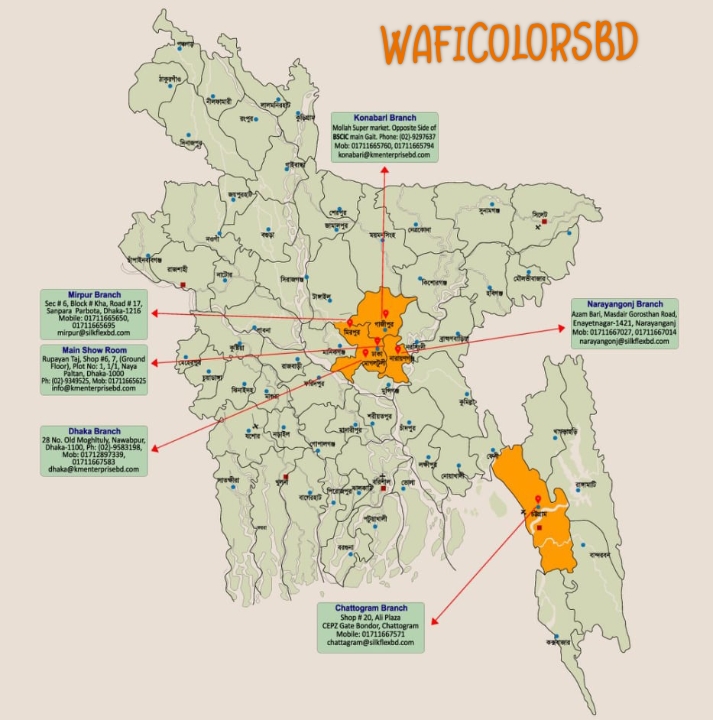 WAFICOLORSBD
পঞ্চগড়
ঠাকুরগাঁও
নীলফামারী
লালমনিরহাট
রংপুর
কুড়িগ্রাম
দিনাজপুর
গাইবান্ধা
Konabari Branch
Mollah Super market. Opposite Side of
BSCIC main Gait. Phone: (02)-9297637
Mob: 01711665760, 01711665794
konabari@kmenterprisebd.com
জয়পুরহাট
নওগাঁ
বগুড়া
শেরপুর
জামালপুর
ময়মনসিংহ
নেত্রকোনা
সুনামগঞ্জ
সিলেট
চাঁপাইনবাবগঞ্জ
রাজশাহী
নাটোর
সিরাজগঞ্জ
টাঙ্গাইল
কিশোরগঞ্জ
হবিগঞ্জ
মৌলভীবাজার
Mirpur Branch
Sec # 6, Block # Kha, Road # 17,
Sanpara Parbota, Dhaka-1216
Mobile: 01711665650,
01711665695
mirpur@silkflexbd.com
Narayangonj Branch
Azam Bari, Masdair Gorosthan Road,
Enayetnagar-1421, Narayanganj
Mob: 01711667027, 01711667014
narayangonj@silkflexbd.com
মিরপুর
গাজীপুর
পাবনা
কুষ্টিয়া
মানিকগঞ্জ
ঢাকা
নরসিংদী
ব্রাহ্মণবাড়িয়া
Main Show Room
Rupayan Taj, Shop #6, 7, (Ground
Floor), Plot No: 1, 1/1, Naya
Paltan, Dhaka-1000
Ph: (02)-9349525, Mob: 01711665625
info@kmenterprisebd.com
মেহেরপুর
চুয়াডাঙ্গা
ঝিনাইদহ
মাগুরা
রাজবাড়ী
ফরিদপুর
মোগলটুলী
নারায়ণগঞ্জ
মুন্সিগঞ্জ
কুমিল্লা
Dhaka Branch
28 No. Old Moghltuly, Nawabpur,
Dhaka-1100, Ph: (02)-9583198,
Mob: 01712897339,
01711667583
dhaka@kmenterprisebd.com
যশোর
নড়াইল
গোপালগঞ্জ
মাদারীপুর
শরীয়তপুর
চাঁদপুর
লক্ষীপুর
নোয়াখালী
ফেনী
খাগড়াছড়ি
রাঙ্গামাটি
সাতক্ষীরা
খুলনা
বাগেরহাট
পিরোজপুর
ঝালকাঠি
বরিশাল
ভোলা
পটুয়াখালী
বরগুনা
চট্টগ্রাম
বান্দরবন
কক্সবাজার
Chattogram Branch
Shop # 20, Ali Plaza
CEPZ Gate Bondor, Chattogram
Mobile: 01711667571
chattagram@silkflexbd.com